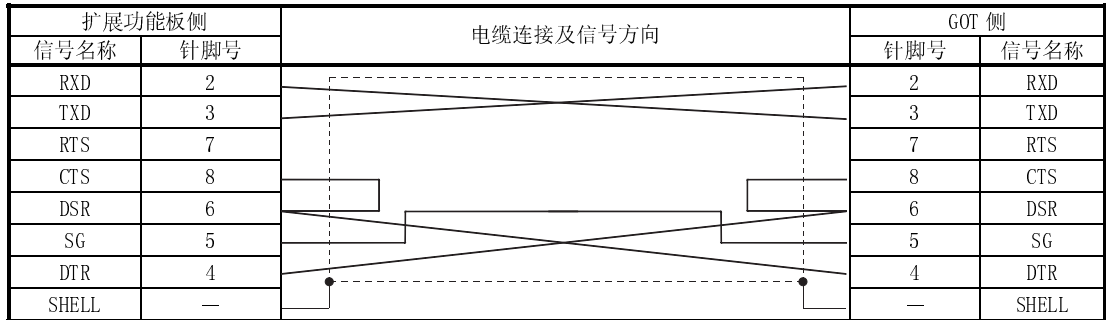 扩展功能板侧 电缆连接及信号方向 GOT 侧
信号名称 针脚号 针脚号 信号名称
RXD 2 2 RXD
TXD 3 3 TXD
RTS 7 7 RTS
CTS 8 8 CTS
DSR 6 6 DSR
SG 5 5 SG
DTR 4 4 DTR
SHELL — — SHELL